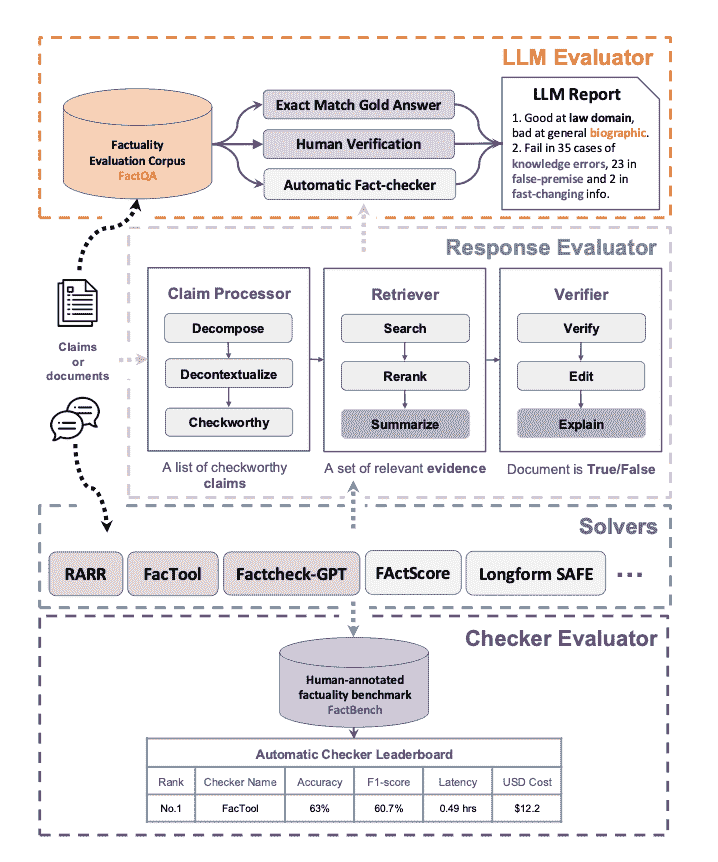 LLM Evaluator
Factuality
Evaluation Corpus
FactQA
Exact Match Gold Answer
Human Verification
Automatic Fact-checker
LLM Report
1. Good at law domain,
bad at general biographic.
2. Fail in 35 cases of
knowledge errors, 23 in
false-premise and 2 in
fast-changing info.
Response Evaluator
Claims
or
documents
Claim Processor
Decompose
Decontextualize
Checkworthy
A list of checkworthy
claims
Retriever
Search
Rerank
Summarize
A set of relevant evidence
Verifier
Verify
Edit
Explain
Document is True/False
Solvers
RARR
FacTool
Factcheck-GPT
FActScore
Longform SAFE
...
Checker Evaluator
Human-annotated
factuality benchmark
FactBench
Automatic Checker Leaderboard
Rank Checker Name Accuracy F1-score Latency USD Cost
No.1 FacTool 63% 60.7% 0.49 hrs $12.2